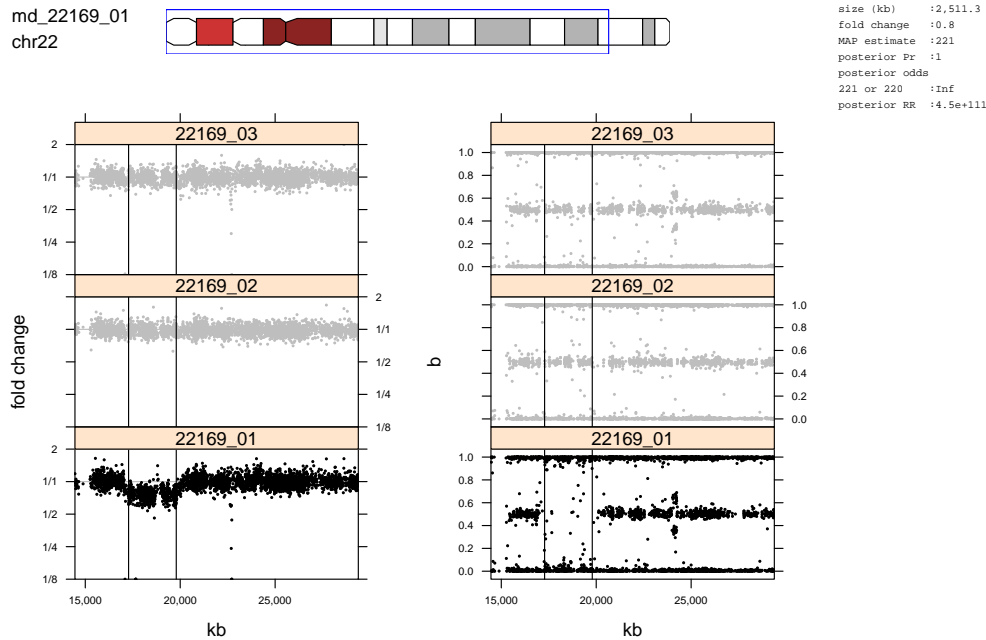 md_22169_01
chr22
size (kb) :2,511.3
fold change :0.8
MAP estimate :221
posterior Pr :1
posterior odds
221 or 220 :Inf
posterior RR :4.5e+111
22169_03
2
1/1
1/2
1/4
1/8
22169_02
2
1/1
1/2
1/4
1/8
22169_01
2
1/1
1/2
1/4
1/8
15,000 20,000 25,000
kb
fold change
22169_03
1.0
0.8
0.6
0.4
0.2
0.0
22169_02
1.0
0.8
0.6
0.4
0.2
0.0
22169_01
1.0
0.8
0.6
0.4
0.2
0.0
15,000 20,000 25,000
kb
b